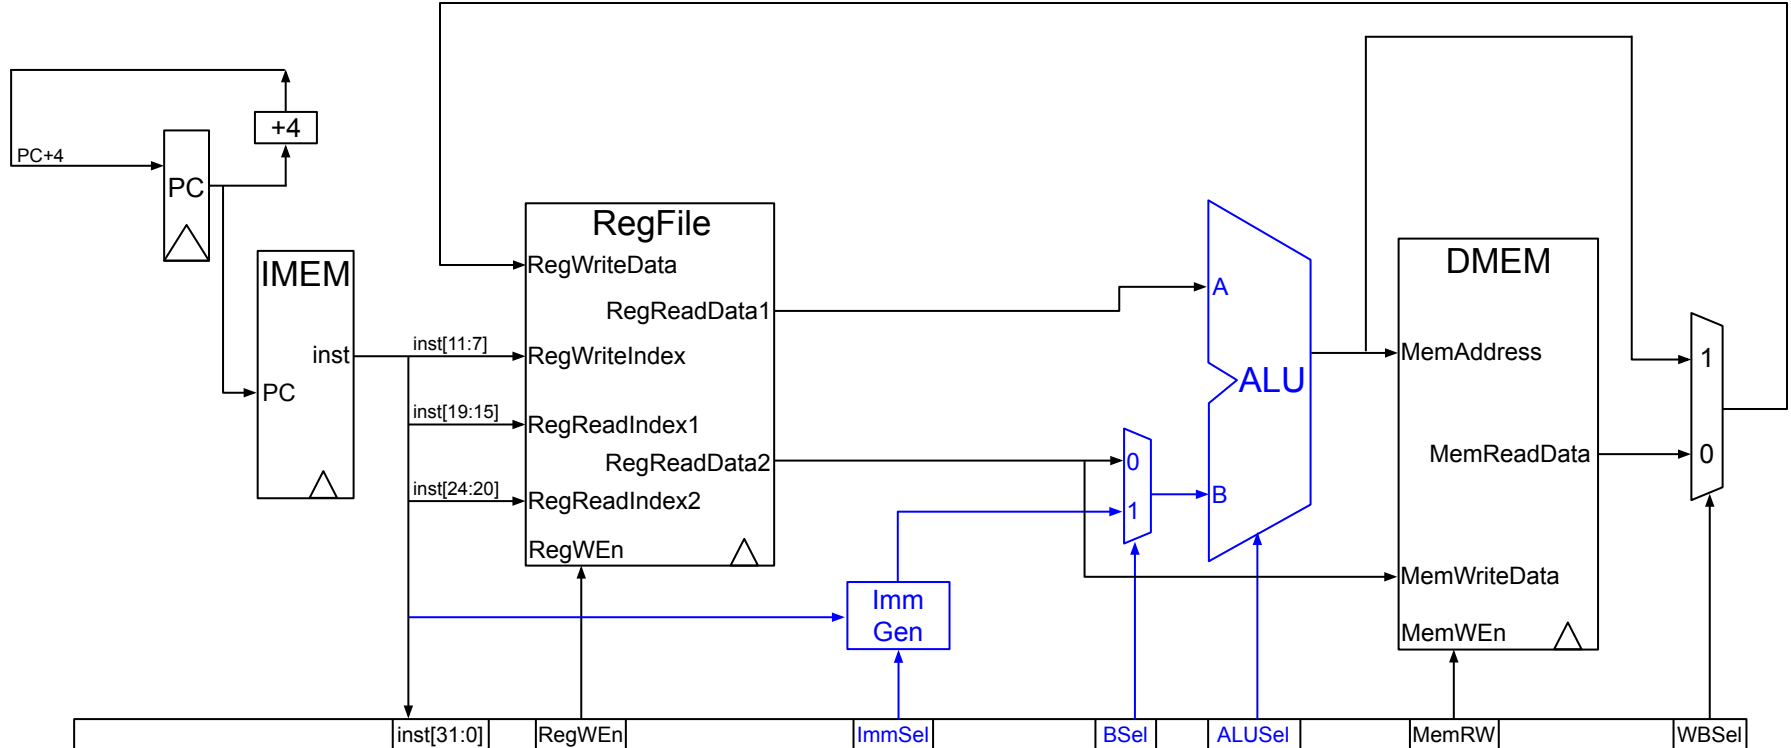 +4
PC+4
PC
IMEM
inst
PC
inst[11:7]
inst[19:15]
inst[24:20]
RegFile
RegWriteData
RegReadData1
RegWriteIndex
RegReadIndex1
RegReadData2
RegReadIndex2
RegWEn
Imm
Gen
0
1
A
ALU
B
DMEM
MemAddress
MemReadData
MemWriteData
MemWEn
1
0
inst[31:0]
RegWEn
ImmSel
BSel
ALUSel
MemRW
WBSel